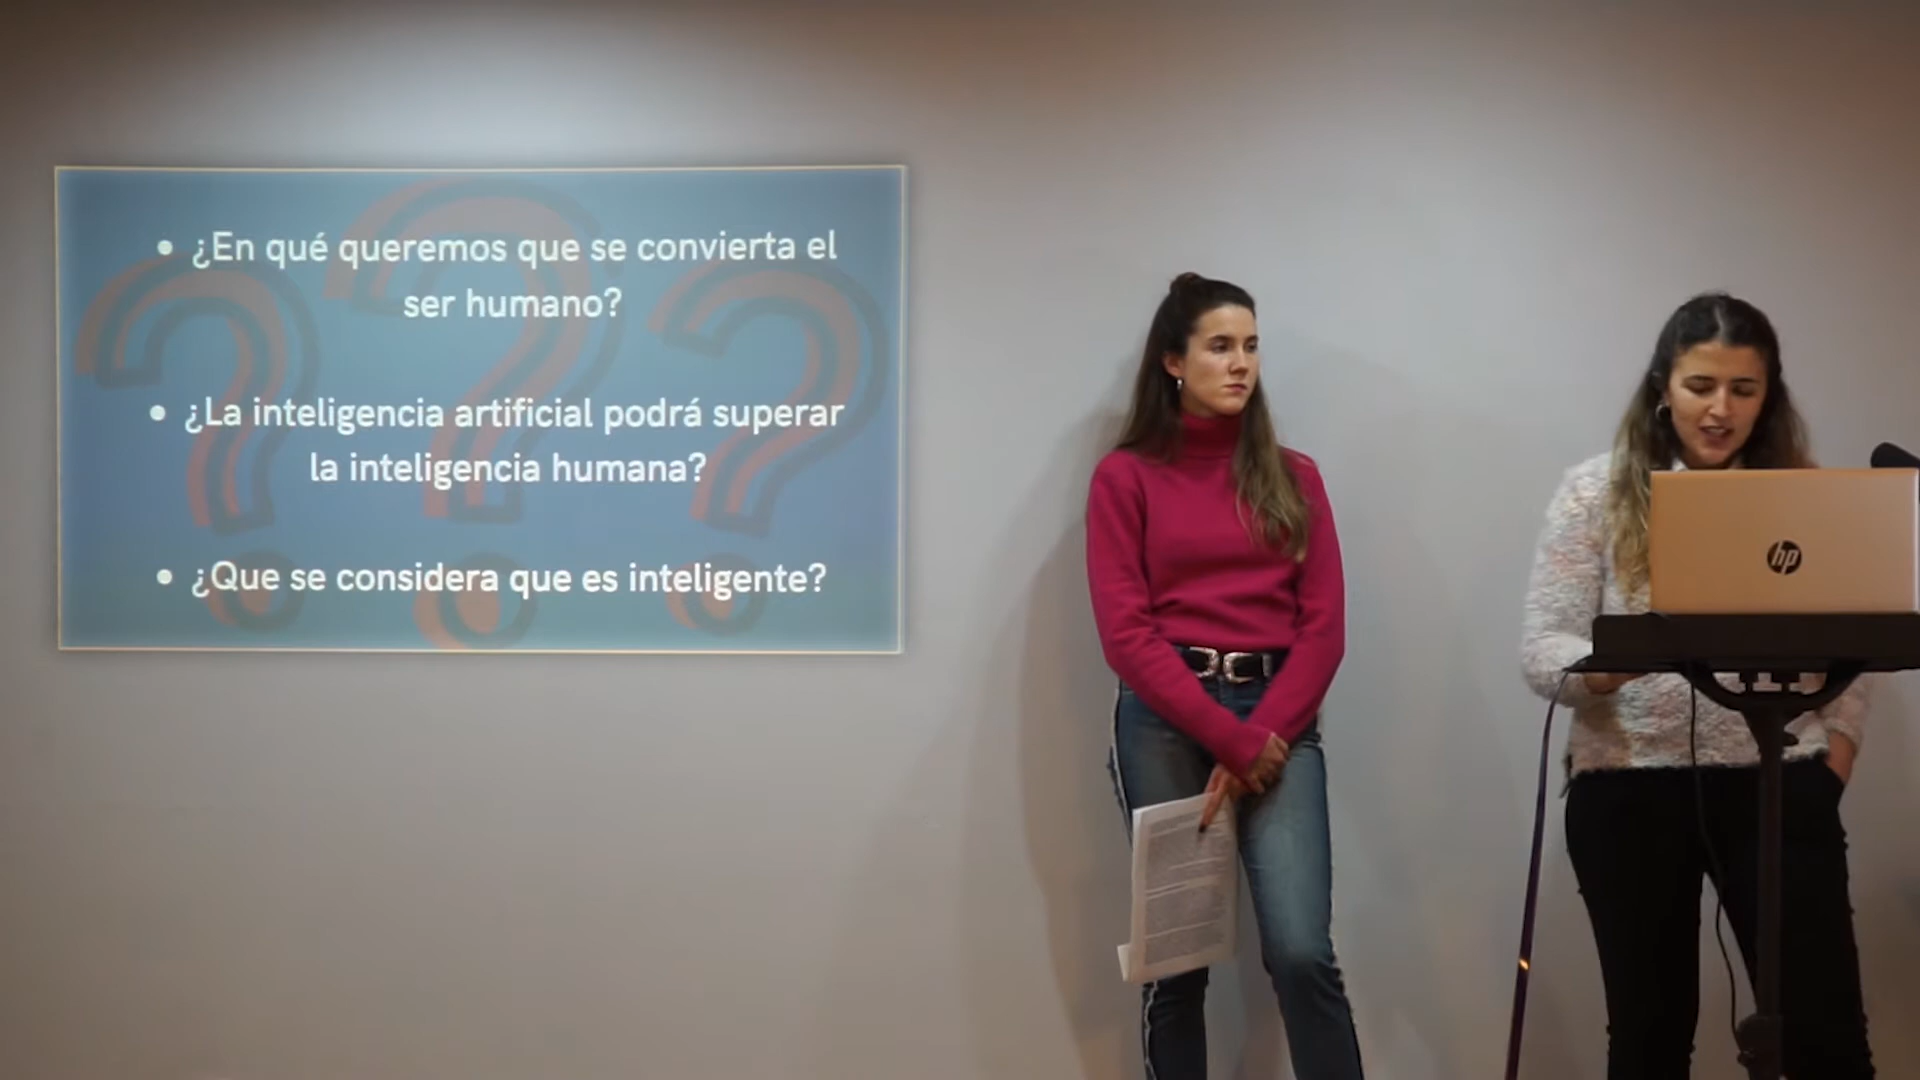 • ¿En qué queremos que se convierta el
ser humano?
• ¿La inteligencia artificial podrá superar
la inteligencia humana?
• ¿Que se considera que es inteligente?
hp